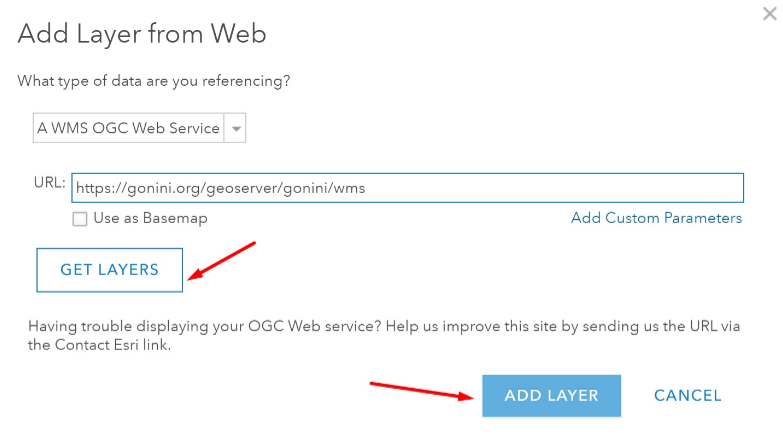 Add Layer from Web
What type of data are you referencing?
A WMS OGC Web Service
URL: https://gonini.org/geoserver/gonini/wms
Use as Basemap Add Custom Parameters
GET LAYERS
Having trouble displaying your OGC Web service? Help us improve this site by sending us the URL via
the Contact Esri link.
ADD LAYER CANCEL